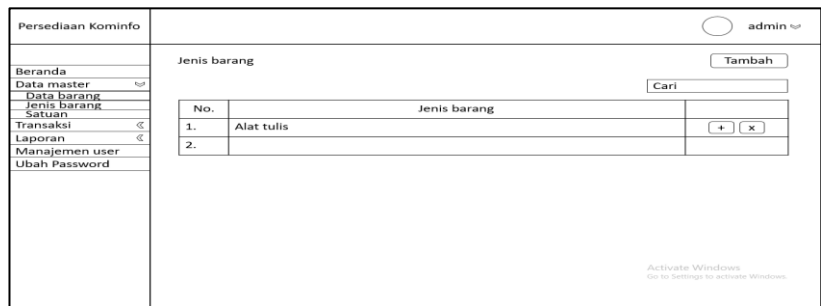 Persediaan Kominfo
admin
Beranda
Data master
Data barang
Jenis barang
Satuan
Transaksi
Laporan
Manajemen user
Ubah Password
Jenis barang
Tambah
Cari
No. Jenis barang
1. Alat tulis + x
2.
Activate Windows
Go to Settings to activate Windows.